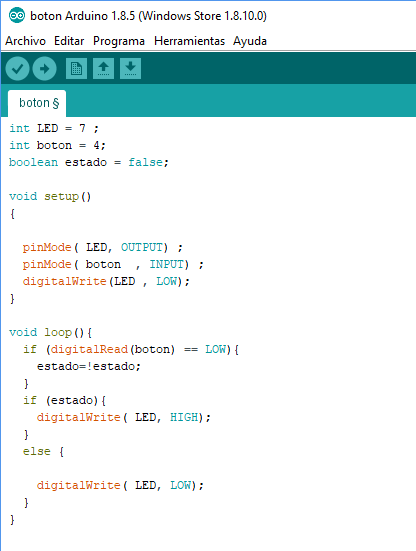 boton Arduino 1.8.5 (Windows Store 1.8.10.0)
Archivo Editar Programa Herramientas Ayuda
boton §
int LED = 7 ;
int boton = 4;
boolean estado = false;

void setup()
{

  pinMode( LED, OUTPUT) ;
  pinMode( boton  , INPUT) ;
  digitalWrite(LED , LOW);
}

void loop(){
  if (digitalRead(boton) == LOW){
    estado=!estado;
  }
  if (estado){
    digitalWrite( LED, HIGH);
  }
  else {

    digitalWrite( LED, LOW);
  }
}